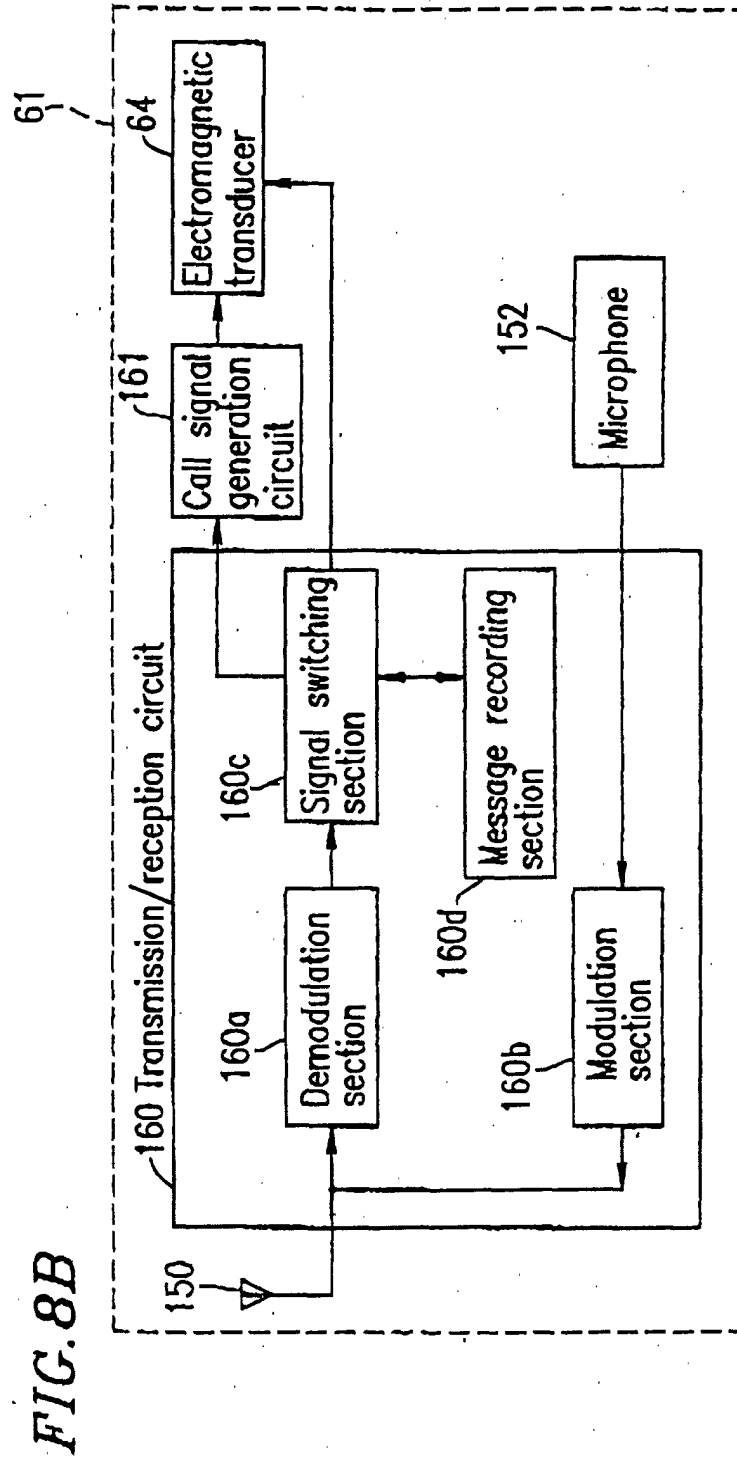 FIG. 8B
61
160 Transmission/reception circuit
161
64
Call signal
generation
circuit
Electromagnetic
transducer
150
160a
Demodulation
section
160c
Signal switching
section
160d
Message recording
section
160b
Modulation
section
152
Microphone